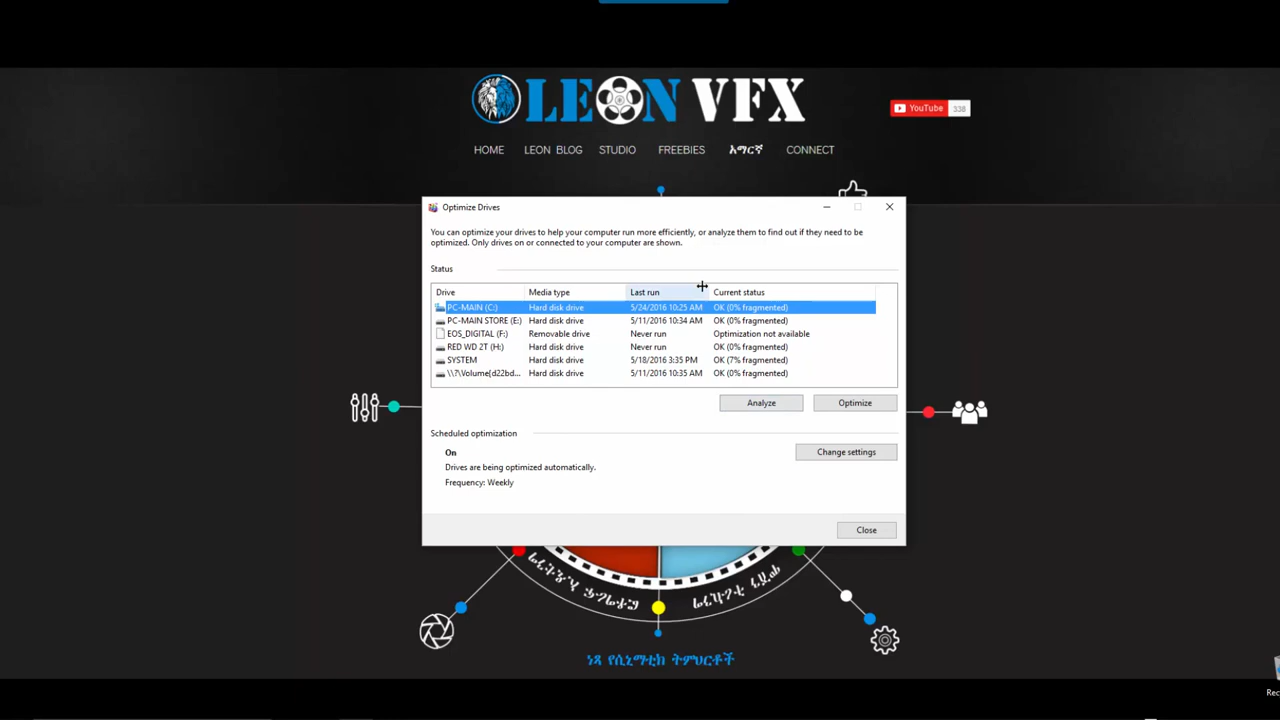 LEON VFX
YouTube 338
HOME LEON BLOG STUDIO FREEBIES አማርኛ CONNECT
Optimize Drives
You can optimize your drives to help your computer run more efficiently, or analyze them to find out if they need to be
optimized. Only drives on or connected to your computer are shown.
Status
Drive Media type Last run Current status
PC-MAIN (C:) Hard disk drive 5/24/2016 10:25 AM OK (0% fragmented)
PC-MAIN STORE (E:) Hard disk drive 5/11/2016 10:34 AM OK (0% fragmented)
EOS_DIGITAL (F:) Removable drive Never run Optimization not available
RED WD 2T (H:) Hard disk drive Never run OK (0% fragmented)
SYSTEM Hard disk drive 5/18/2016 3:35 PM OK (7% fragmented)
\\?\Volume{d22bd... Hard disk drive 5/11/2016 10:35 AM OK (0% fragmented)
Analyze Optimize
Scheduled optimization
On
Change settings
Drives are being optimized automatically.
Frequency: Weekly
Close
ነጻ የሲኒማቲክ ትምህርቶች
Rec